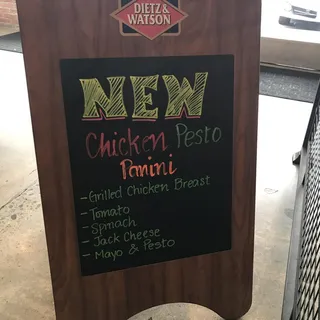 DIETZ &
WATSON
NEW
Chicken Pesto
Panini
- Grilled Chicken Breast
- Tomato
- Spinach
- Jack Cheese
- Mayo & Pesto